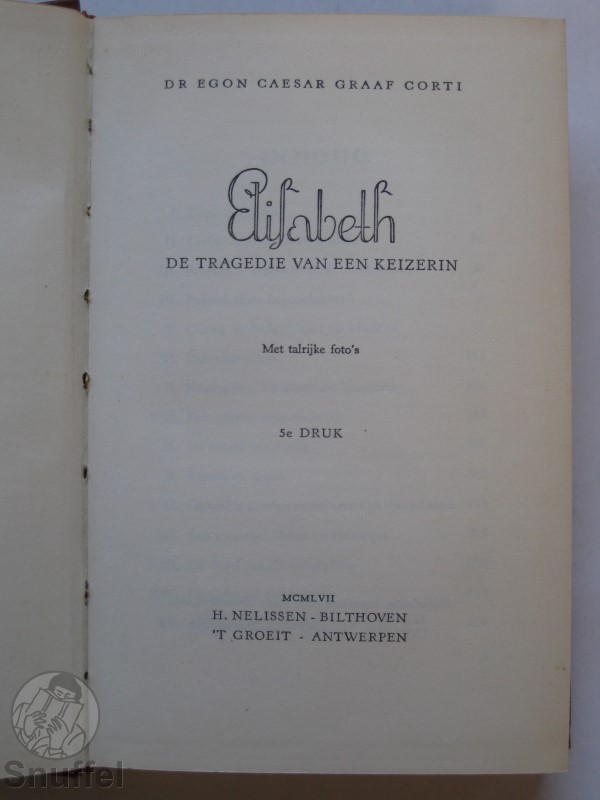 DR EGON CAESAR GRAAF CORTI
Elisabeth
DE TRAGEDIE VAN EEN KEIZERIN
Met talrijke foto's
5e DRUK
MCMLVII
H. NELISSEN - BILTHOVEN
'T GROEIT - ANTWERPEN
Snuffel